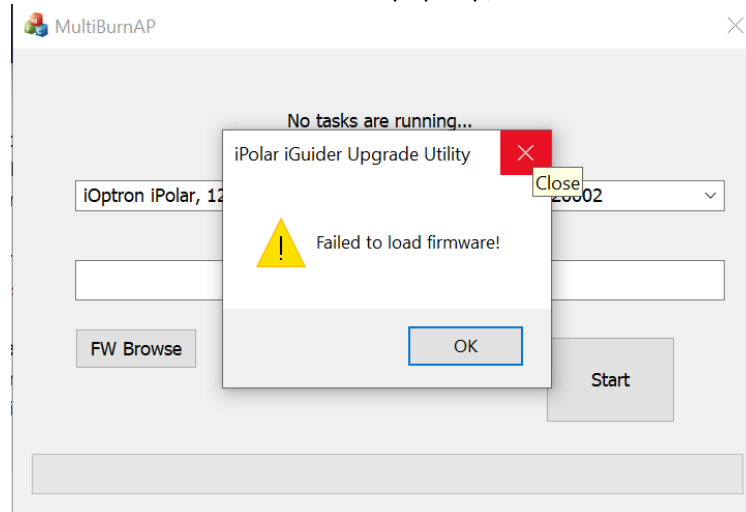 MultiBurnAP
No tasks are running...
iPolar iGuider Upgrade Utility
Close
iOptron iPolar, 12
Failed to load firmware!
FW Browse
OK
Start